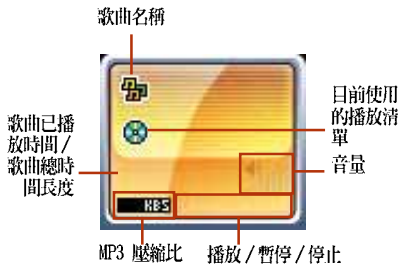 歌曲名稱
目前使用
的播放清
單
歌曲已播
放時間/
歌曲總時
間長度
音量
KBS
MP3 壓縮比
播放/暫停/停止